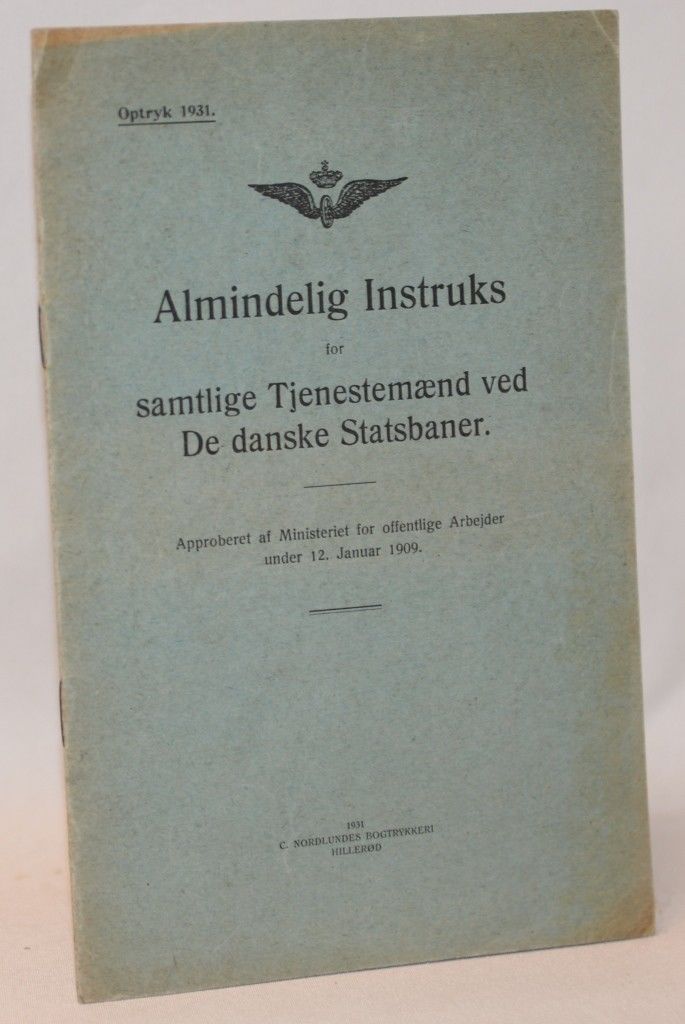 Optryk 1931.
Almindelig Instruks
for
samtlige Tjenestemænd ved
De danske Statsbaner.
Approberet af Ministeriet for offentlige Arbejder
under 12. Januar 1909.
1931
C. NORDLUNDES BOGTRYKKERI
HILLERØD